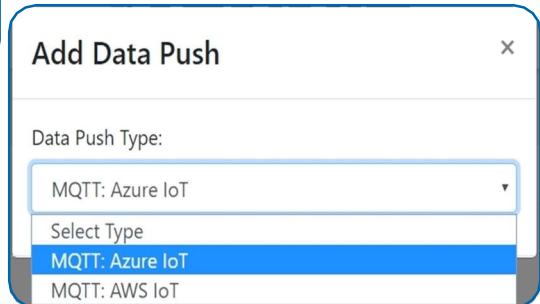 Add Data Push
×
Data Push Type:
MQTT: Azure IoT
Select Type
MQTT: Azure IoT
MQTT: AWS IoT